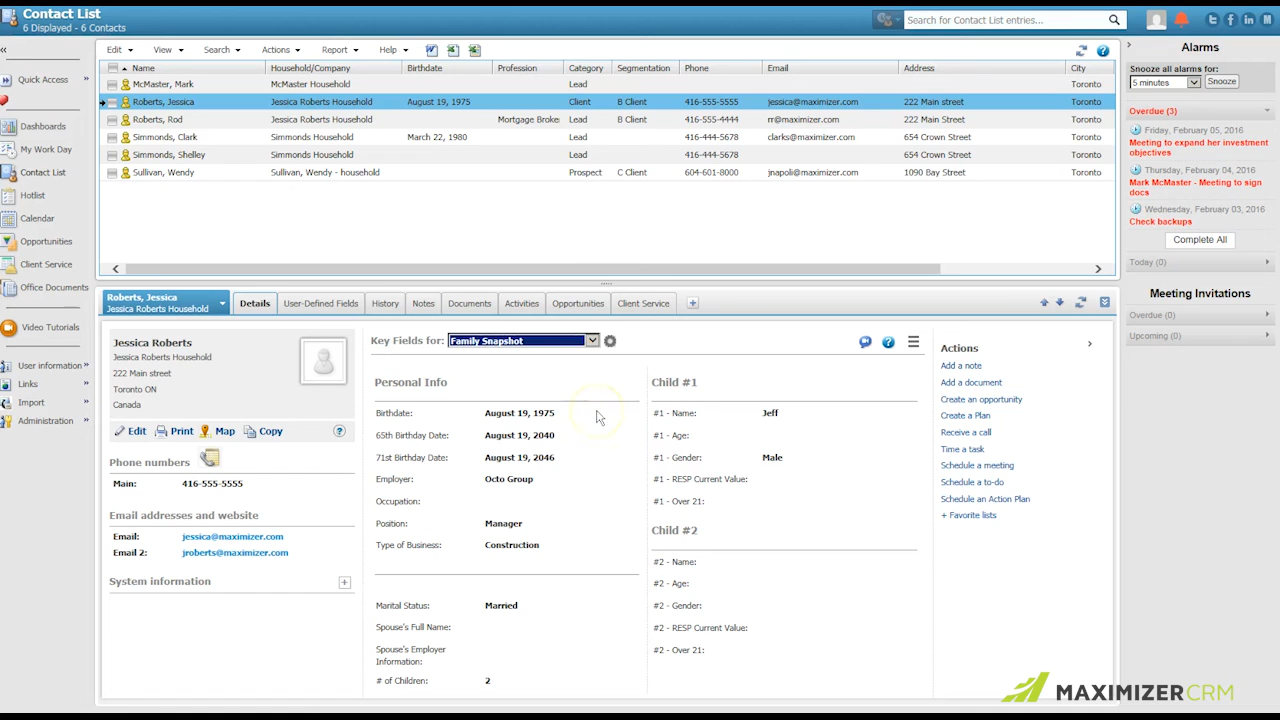 Contact List
6 Displayed - 6 Contacts
Search for Contact List entries...
Quick Access
Dashboards
My Work Day
Contact List
Hotlist
Calendar
Opportunities
Client Service
Office Documents
Video Tutorials
User information
Links
Import
Administration
Edit View Search Actions Report Help
Name Household/Company Birthdate Profession Category Segmentation Phone Email Address City
McMaster, Mark McMaster Household Lead Toronto
Roberts, Jessica Jessica Roberts Household August 19, 1975 Client B Client 416-555-5555 jessica@maximizer.com 222 Main street Toronto
Roberts, Rod Jessica Roberts Household Mortgage Broke Lead B Client 416-555-4444 rr@maximizer.com 222 Main street Toronto
Simmonds, Clark Simmonds Household March 22, 1980 Lead 416-444-5678 clarks@maximizer.com 654 Crown Street Toronto
Simmonds, Shelley Simmonds Household Lead 416-444-5678 654 Crown Street Toronto
Sullivan, Wendy Sullivan, Wendy - household Prospect C Client 604-601-8000 jnapoli@maximizer.com 1090 Bay Street Toronto
Roberts, Jessica
Jessica Roberts Household
Details User-Defined Fields History Notes Documents Activities Opportunities Client Service
Jessica Roberts
Jessica Roberts Household
222 Main street
Toronto ON
Canada
Edit Print Map Copy
Phone numbers
Main: 416-555-5555
Email addresses and website
Email: jessica@maximizer.com
Email 2: jroberts@maximizer.com
System information
Key Fields for: Family Snapshot
Personal Info
Birthdate: August 19, 1975
65th Birthday Date: August 19, 2040
71st Birthday Date: August 19, 2046
Employer: Octo Group
Occupation:
Position: Manager
Type of Business: Construction
Marital Status: Married
Spouse's Full Name:
Spouse's Employer
Information:
# of Children: 2
Child #1
#1 - Name: Jeff
#1 - Age:
#1 - Gender: Male
#1 - RESP Current Value:
#1 - Over 21:
Child #2
#2 - Name:
#2 - Age:
#2 - Gender:
#2 - RESP Current Value:
#2 - Over 21:
Actions
Add a note
Add a document
Create an opportunity
Create a Plan
Receive a call
Time a task
Schedule a meeting
Schedule a to-do
Schedule an Action Plan
+ Favorite lists
Alarms
Snooze all alarms for:
5 minutes Snooze
Overdue (3)
Friday, February 05, 2016
Meeting to expand her investment
objectives
Thursday, February 04, 2016
Mark McMaster - Meeting to sign
docs
Wednesday, February 03, 2016
Check backups
Complete All
Today (0)
Meeting Invitations
Overdue (0)
Upcoming (0)
MAXIMIZER CRM